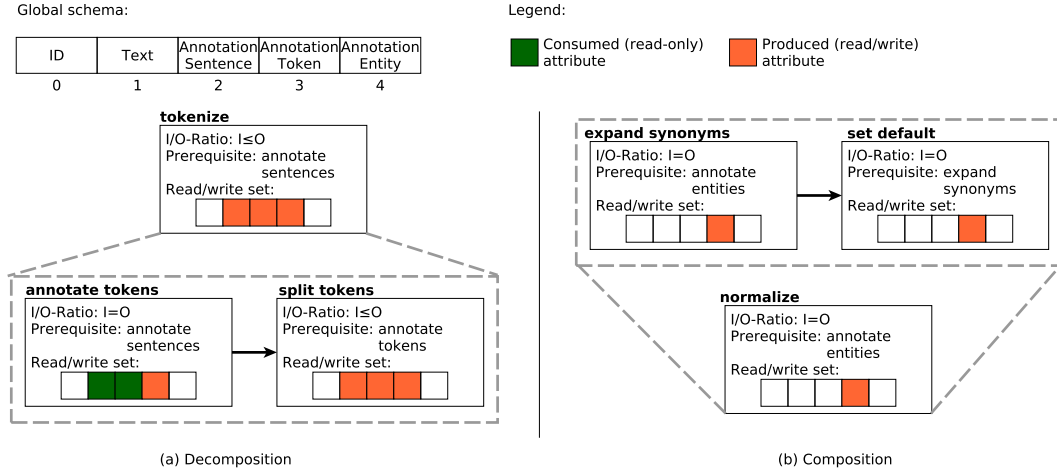 Global schema:
Legend:
ID
Text
Annotation
Sentence
Annotation
Token
Annotation
Entity
0
1
2
3
4
Consumed (read-only)
attribute
Produced (read/write)
attribute
tokenize
I/O-Ratio: I≤O
Prerequisite: annotate
sentences
Read/write set:
annotate tokens
I/O-Ratio: I=O
Prerequisite: annotate
sentences
Read/write set:
split tokens
I/O-Ratio: I≤O
Prerequisite: annotate
tokens
Read/write set:
(a) Decomposition
expand synonyms
I/O-Ratio: I=O
Prerequisite: annotate
entities
Read/write set:
set default
I/O-Ratio: I=O
Prerequisite: expand
synonyms
Read/write set:
normalize
I/O-Ratio: I=O
Prerequisite: annotate
entities
Read/write set:
(b) Composition